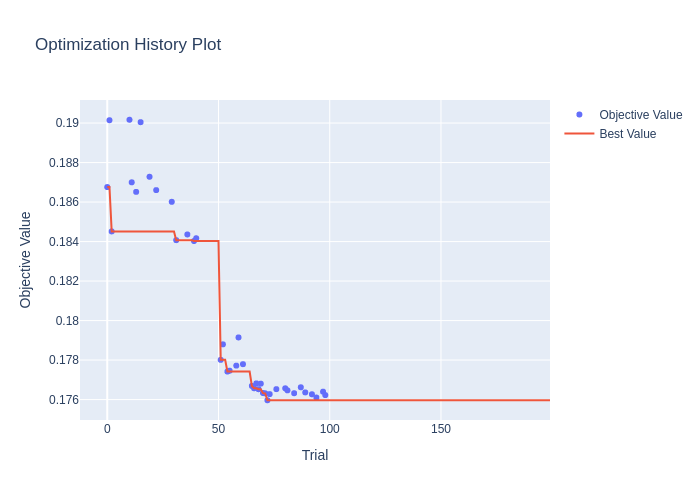 Optimization History Plot
Objective Value
Best Value
0.19
0.188
0.186
0.184
0.182
0.18
0.178
0.176
Objective Value
0
50
100
150
Trial